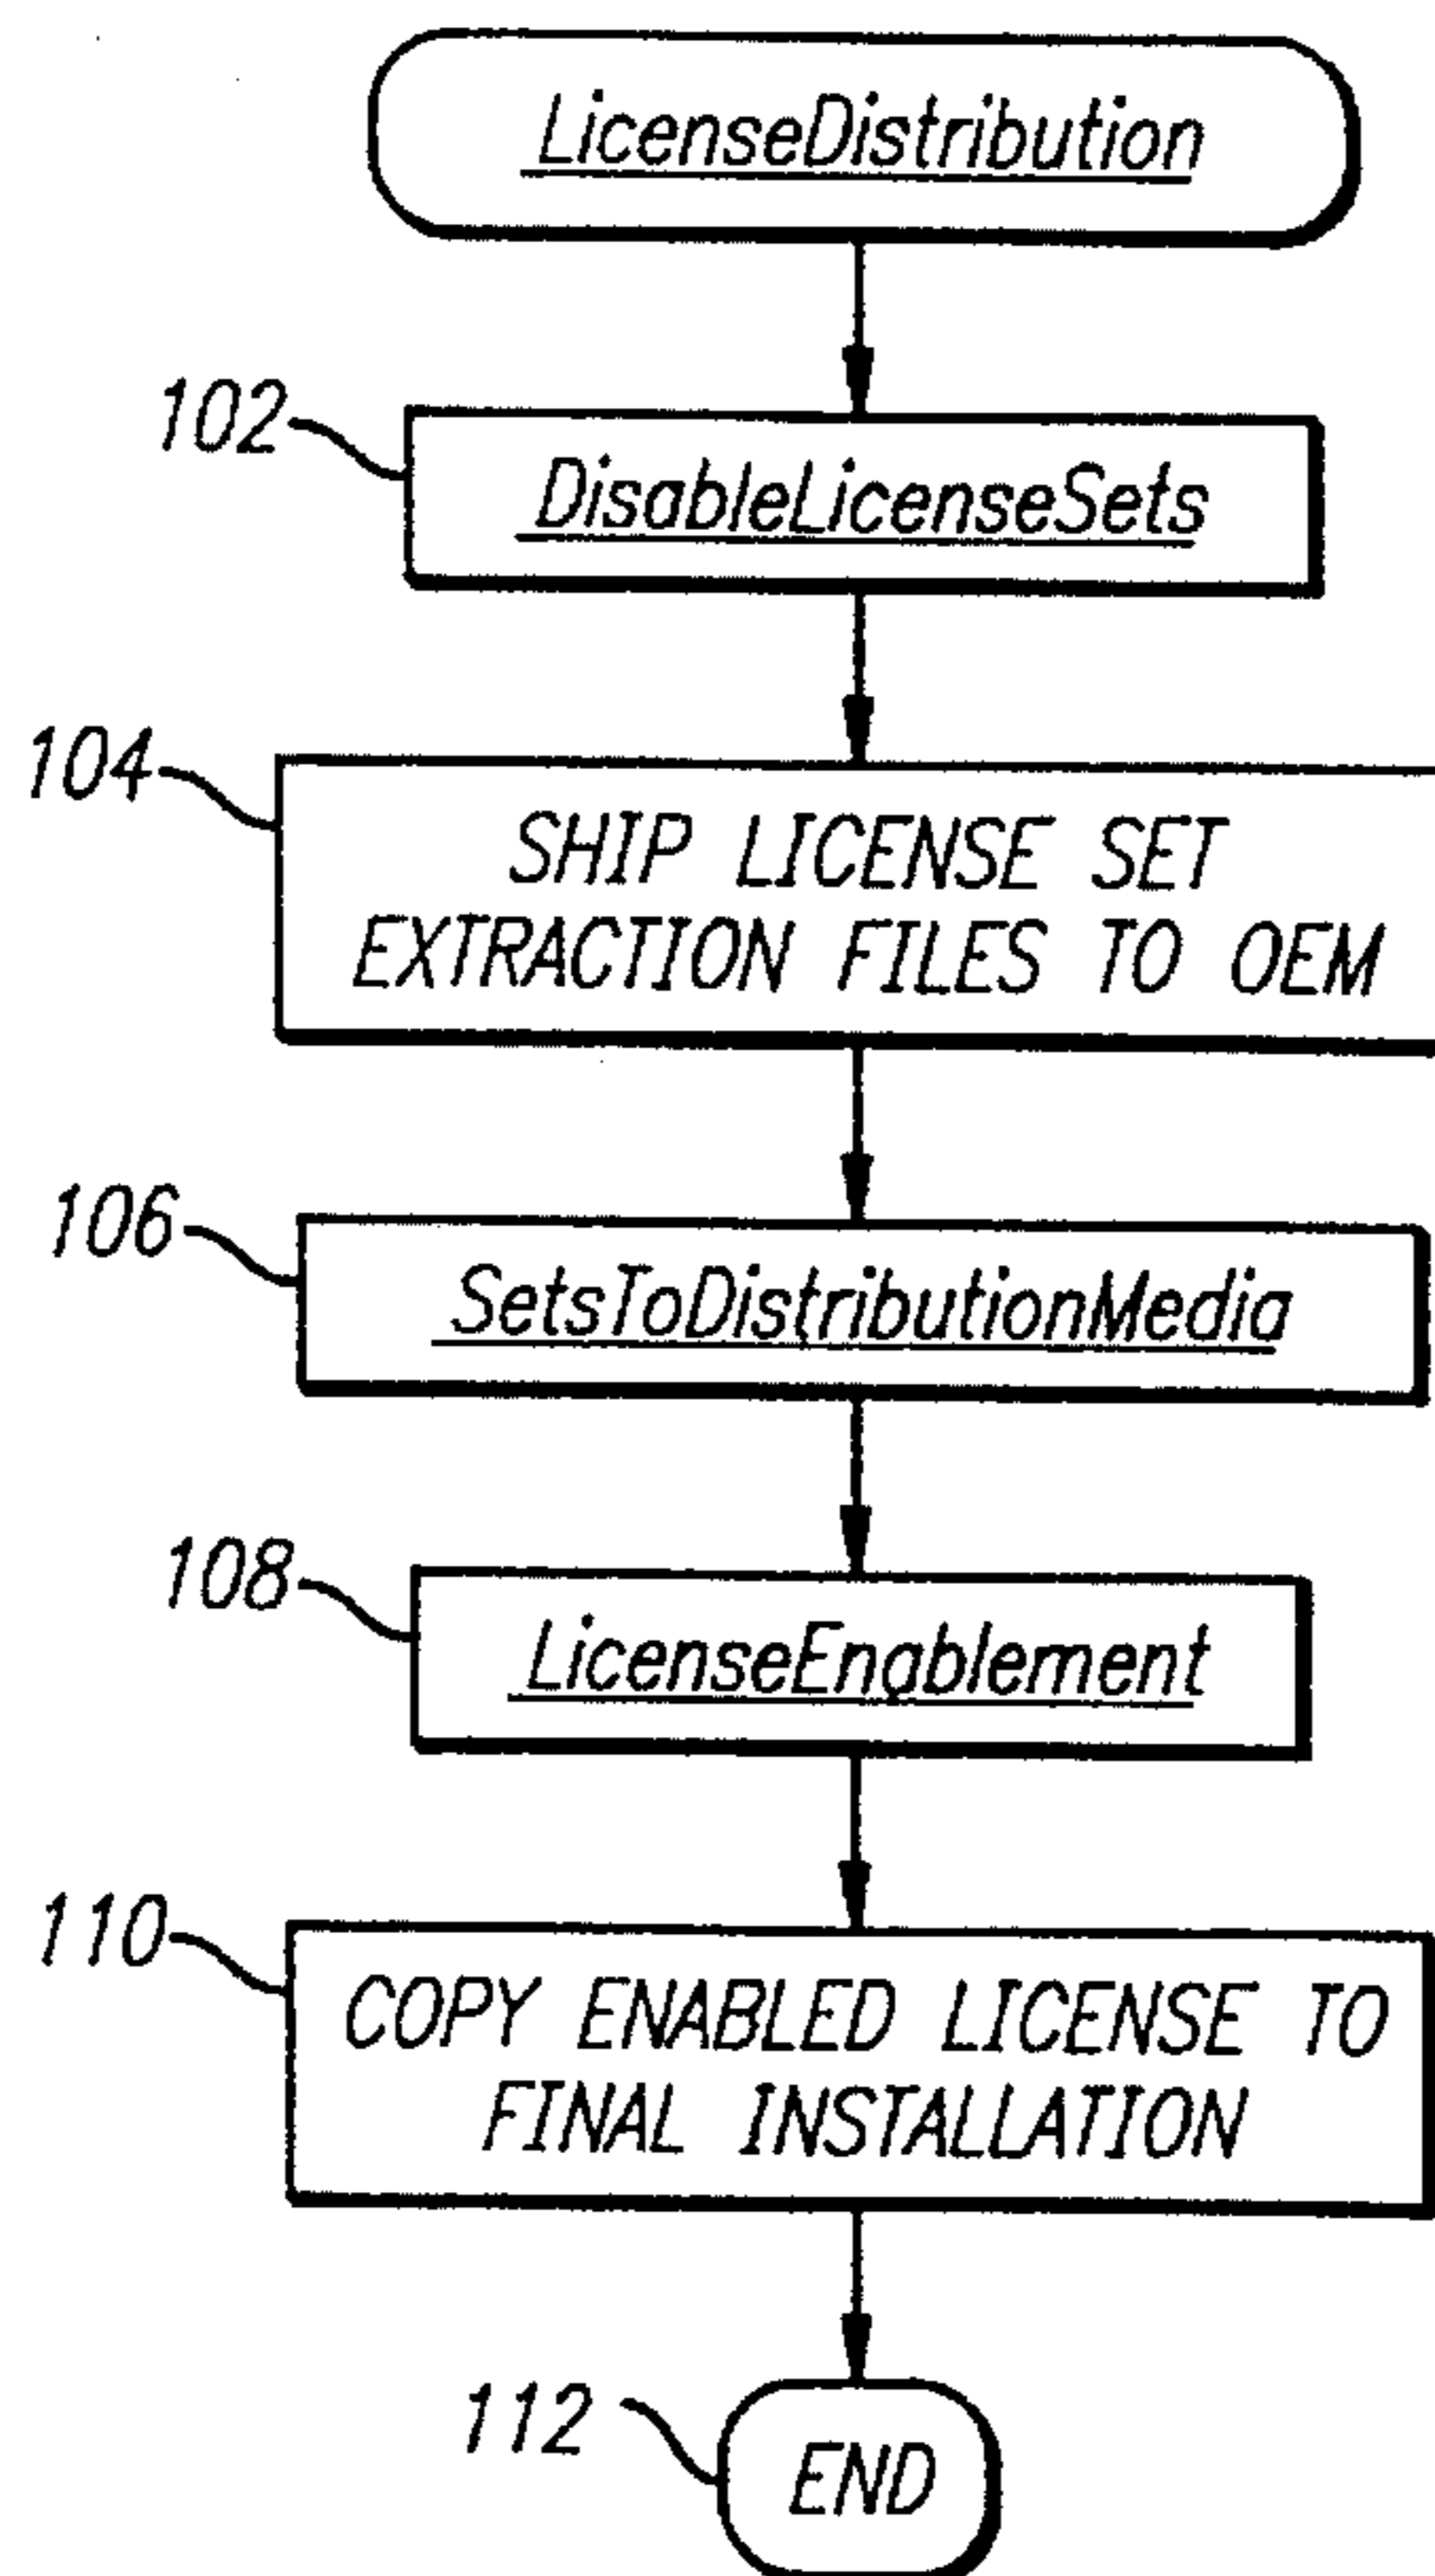 LicenseDistribution
102
DisableLicenseSets
104
SHIP LICENSE SET
EXTRACTION FILES TO OEM
106
SetsToDistributionMedia
108
LicenseEnablement
110
COPY ENABLED LICENSE TO
FINAL INSTALLATION
112
END